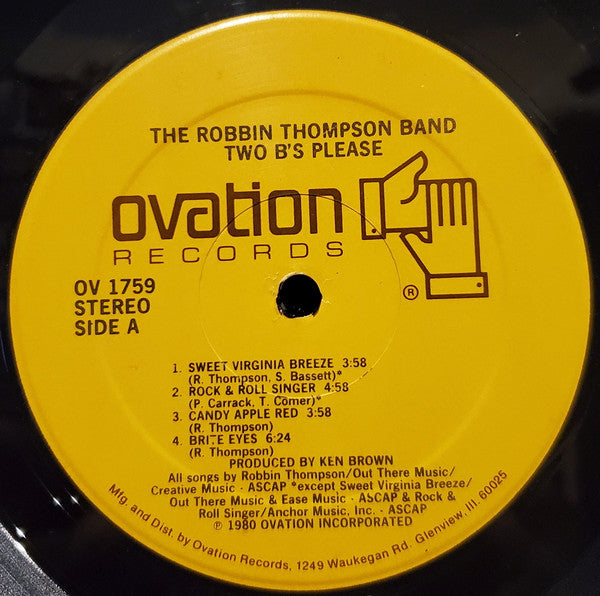 THE ROBBIN THOMPSON BAND
TWO B'S PLEASE
ovation
RECORDS
®
OV 1759
STEREO
SIDE A
1. SWEET VIRGINIA BREEZE 3:58
(R. Thompson, S. Bassett)*
2. ROCK & ROLL SINGER 4:58
(P. Carrack, T. Comer)*
3. CANDY APPLE RED 3:58
(R. Thompson)
4. BRITE EYES 6:24
(R. Thompson)
PRODUCED BY KEN BROWN
All songs by Robbin Thompson/Out There Music/
Creative Music - ASCAP *except Sweet Virginia Breeze/
Out There Music & Ease Music - ASCAP & Rock &
Roll Singer/Anchor Music, Inc. - ASCAP
℗ 1980 OVATION INCORPORATED
Mfg. and Dist. by Ovation Records, 1249 Waukegan Rd. Glenview, Ill. 60025